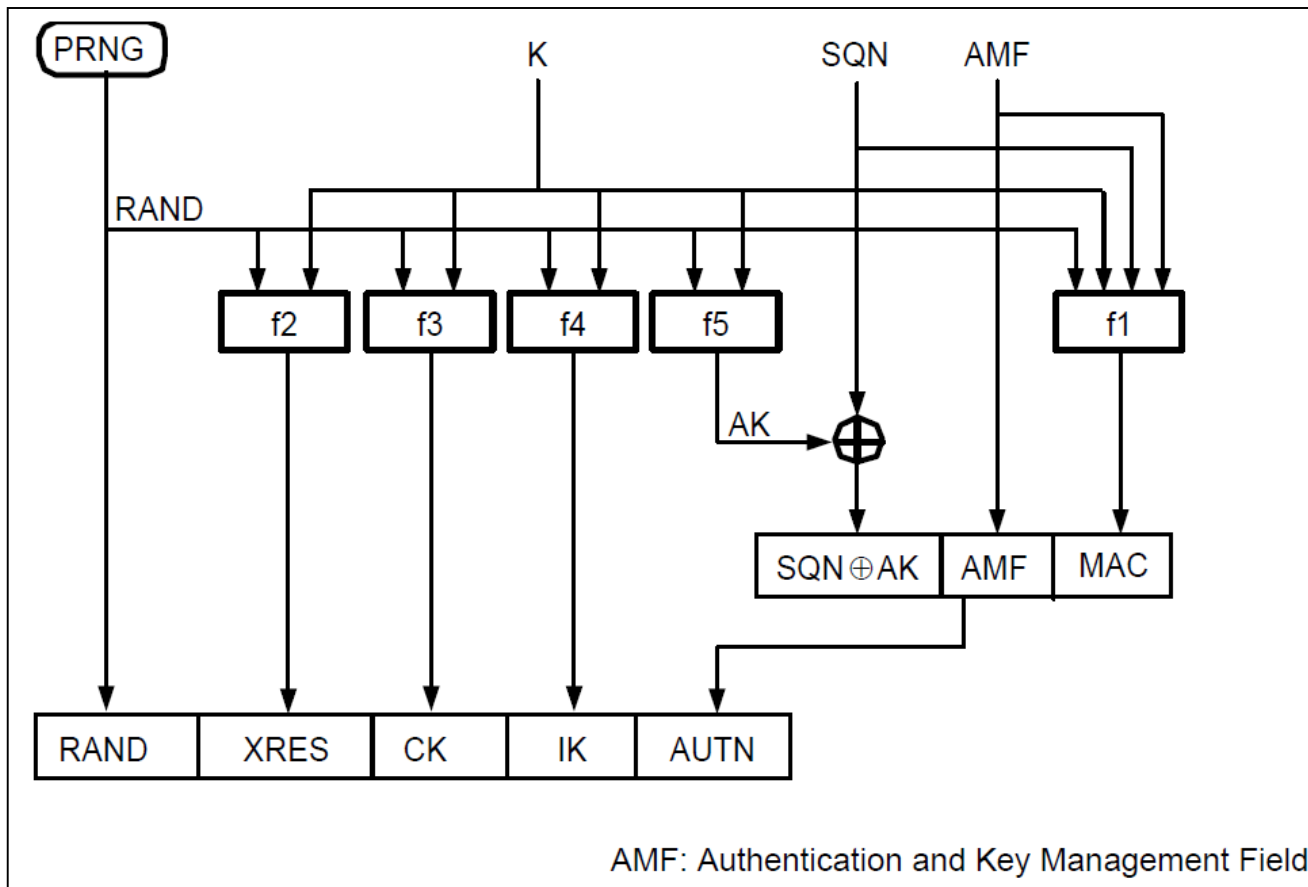 PRNG K SQN AMF
RAND
f2 f3 f4 f5 f1
AK
SQN⊕AK AMF MAC
RAND XRES CK IK AUTN
AMF: Authentication and Key Management Field